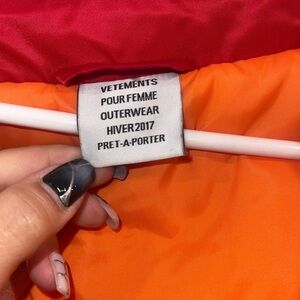 VETEMENTS
POUR FEMME
OUTERWEAR
HIVER 2017
PRET-A-PORTER